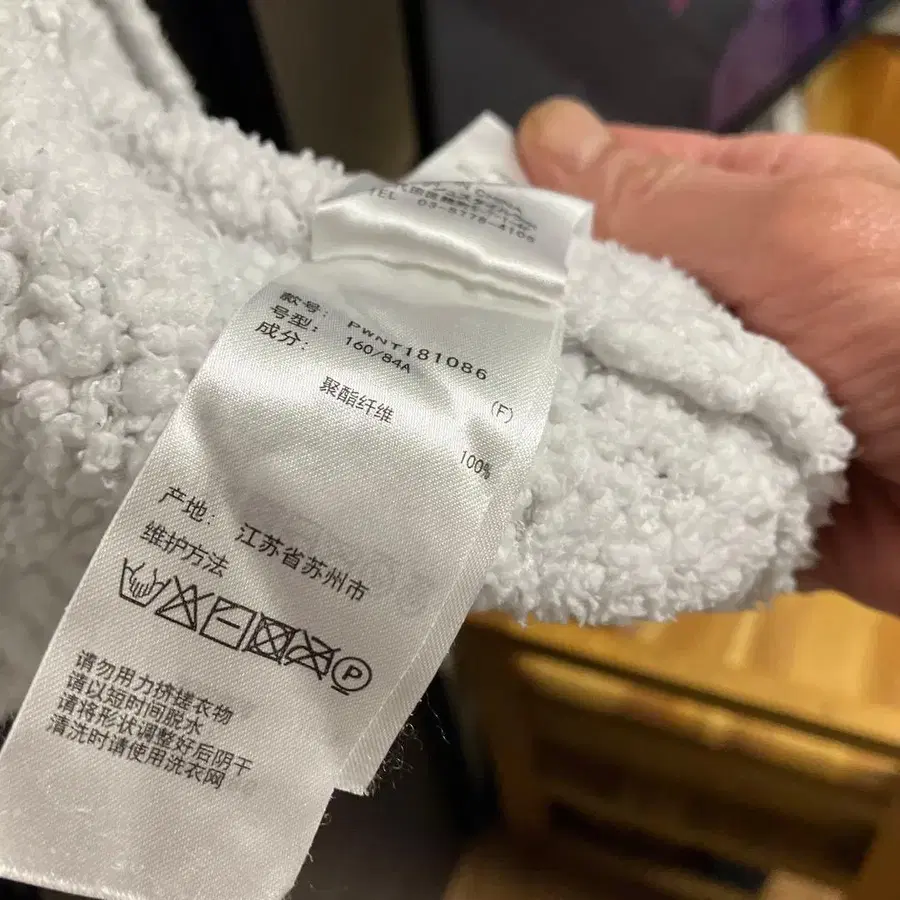 TEL 03-5778-4106
款号: PWNT181086
号型: 160/84A (F)
成分:
聚酯纤维 100%
产地: 江苏省苏州市
维护方法
P
请勿用力挤搓衣物
请以短时间脱水
请将形状调整好后阴干
清洗时请使用洗衣网